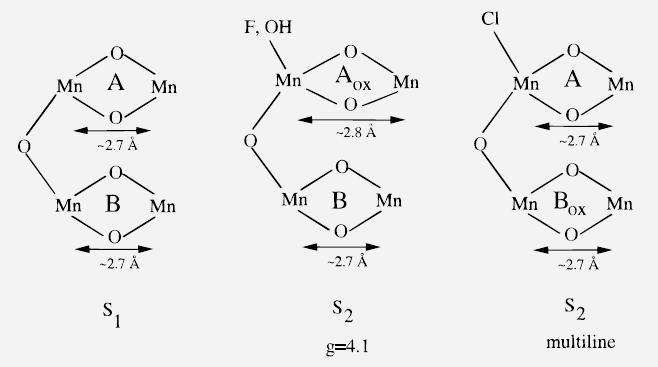 O
Mn A Mn
O
~2.7 Å
O
Mn B Mn
O
~2.7 Å
S1
F, OH
O
Mn Aox Mn
O
~2.8 Å
O
O
Mn B Mn
O
~2.7 Å
S2
g=4.1
Cl
O
Mn A Mn
O
~2.7 Å
O
O
Mn Box Mn
O
~2.7 Å
S2
multiline
O